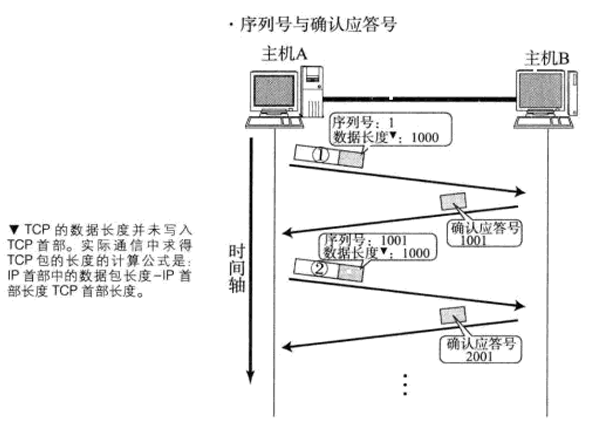 ·序列号与确认应答号
主机A
主机B
序列号：1
数据长度▼：1000
①
确认应答号
1001
▼ TCP 的数据长度并未写入
TCP 首部。实际通信中求得
TCP 包的长度的计算公式是：
IP 首部中的数据包长度-IP 首
部长度 TCP 首部长度。
时间轴
序列号：1001
数据长度▼：1000
②
确认应答号
2001